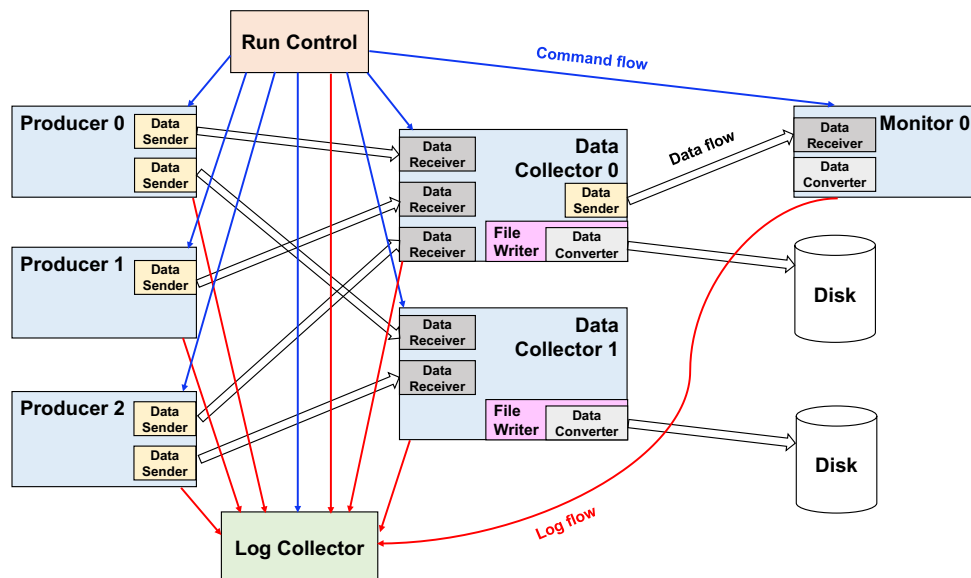 Run Control
Command flow
Producer 0
Data
Sender
Data
Sender
Monitor 0
Data
Receiver
Data
Converter
Data flow
Data
Collector 0
Data
Receiver
Data
Receiver
Data
Receiver
Data
Sender
File
Writer
Data
Converter
Producer 1
Data
Sender
Disk
Data
Collector 1
Data
Receiver
Data
Receiver
File
Writer
Data
Converter
Producer 2
Data
Sender
Data
Sender
Disk
Log flow
Log Collector